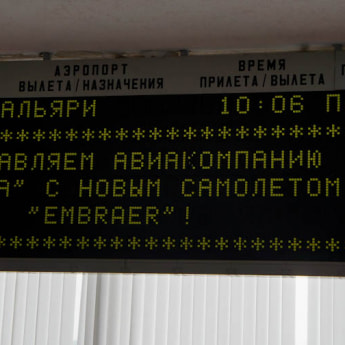 АЭРОПОРТ ВРЕМЯ
ВЫЛЕТА/НАЗНАЧЕНИЯ ПРИЛЕТА/ВЫЛЕТА П
АЛЬЯРИ 10:06 П
*********************
АВЛЯЕМ АВИАКОМПАНИЮ
А" С НОВЫМ САМОЛЕТОМ
"EMBRAER"!
*********************